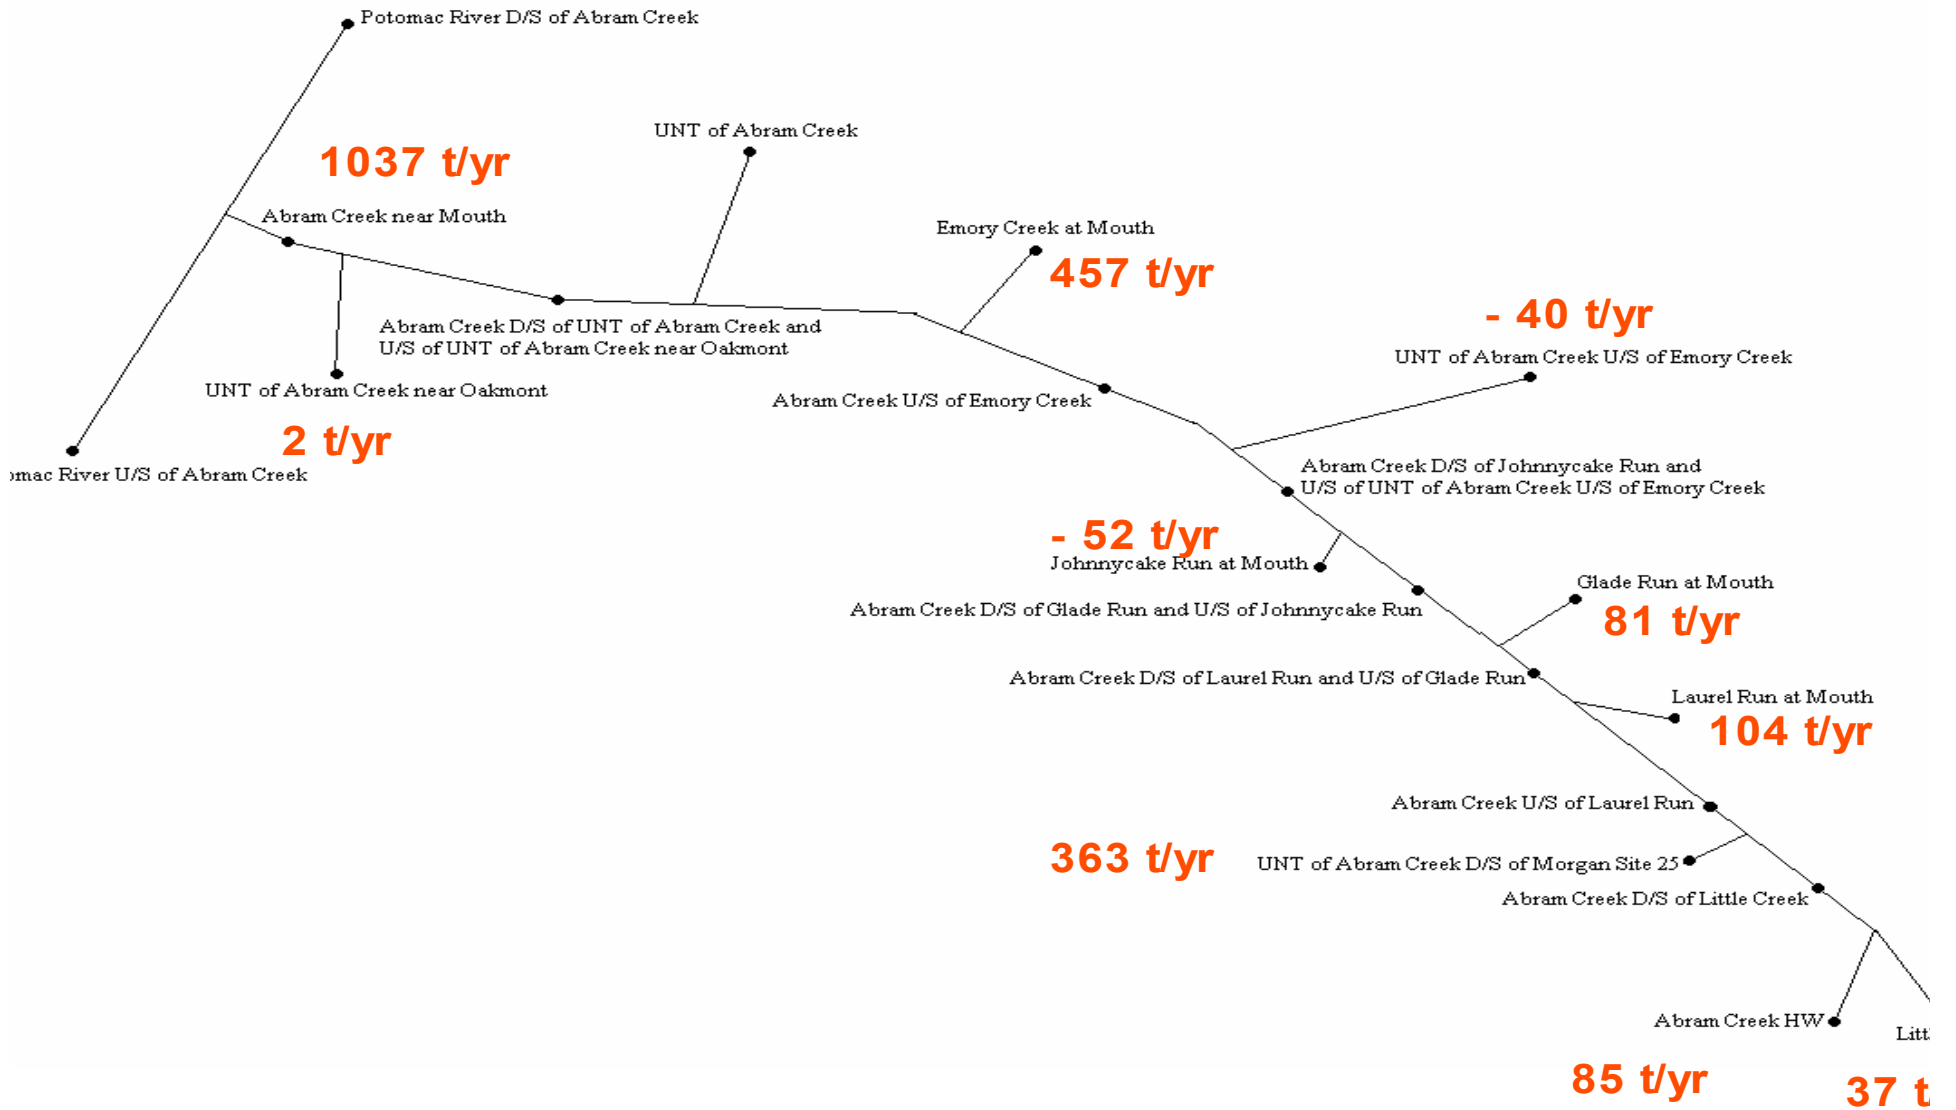 Potomac River D/S of Abram Creek
UNT of Abram Creek
1037 t/yr
Abram Creek near Mouth
Emory Creek at Mouth
457 t/yr
- 40 t/yr
Abram Creek D/S of UNT of Abram Creek and
U/S of UNT of Abram Creek near Oakmont
UNT of Abram Creek U/S of Emory Creek
UNT of Abram Creek near Oakmont
Abram Creek U/S of Emory Creek
2 t/yr
omac River U/S of Abram Creek
Abram Creek D/S of Johnnycake Run and
U/S of UNT of Abram Creek U/S of Emory Creek
- 52 t/yr
Johnnycake Run at Mouth
Glade Run at Mouth
Abram Creek D/S of Glade Run and U/S of Johnnycake Run
81 t/yr
Abram Creek D/S of Laurel Run and U/S of Glade Run
Laurel Run at Mouth
104 t/yr
Abram Creek U/S of Laurel Run
363 t/yr
UNT of Abram Creek D/S of Morgan Site 25
Abram Creek D/S of Little Creek
Abram Creek HW
Litt
85 t/yr
37 t/